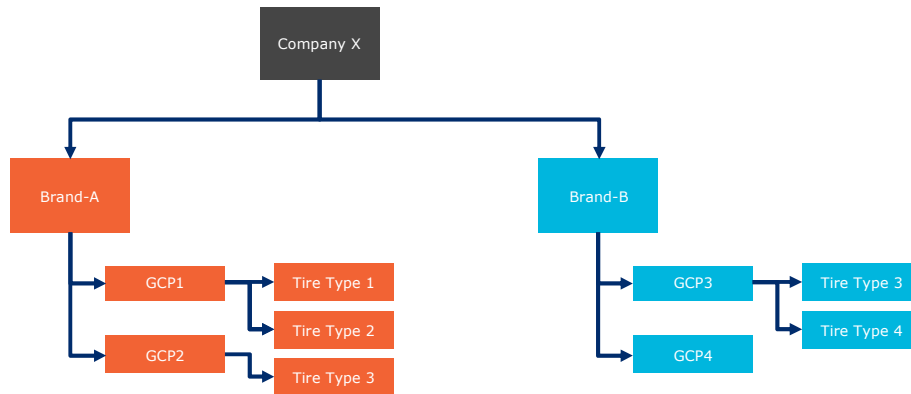 Company X
Brand-A
Brand-B
GCP1
Tire Type 1
GCP3
Tire Type 3
Tire Type 2
Tire Type 4
GCP2
GCP4
Tire Type 3